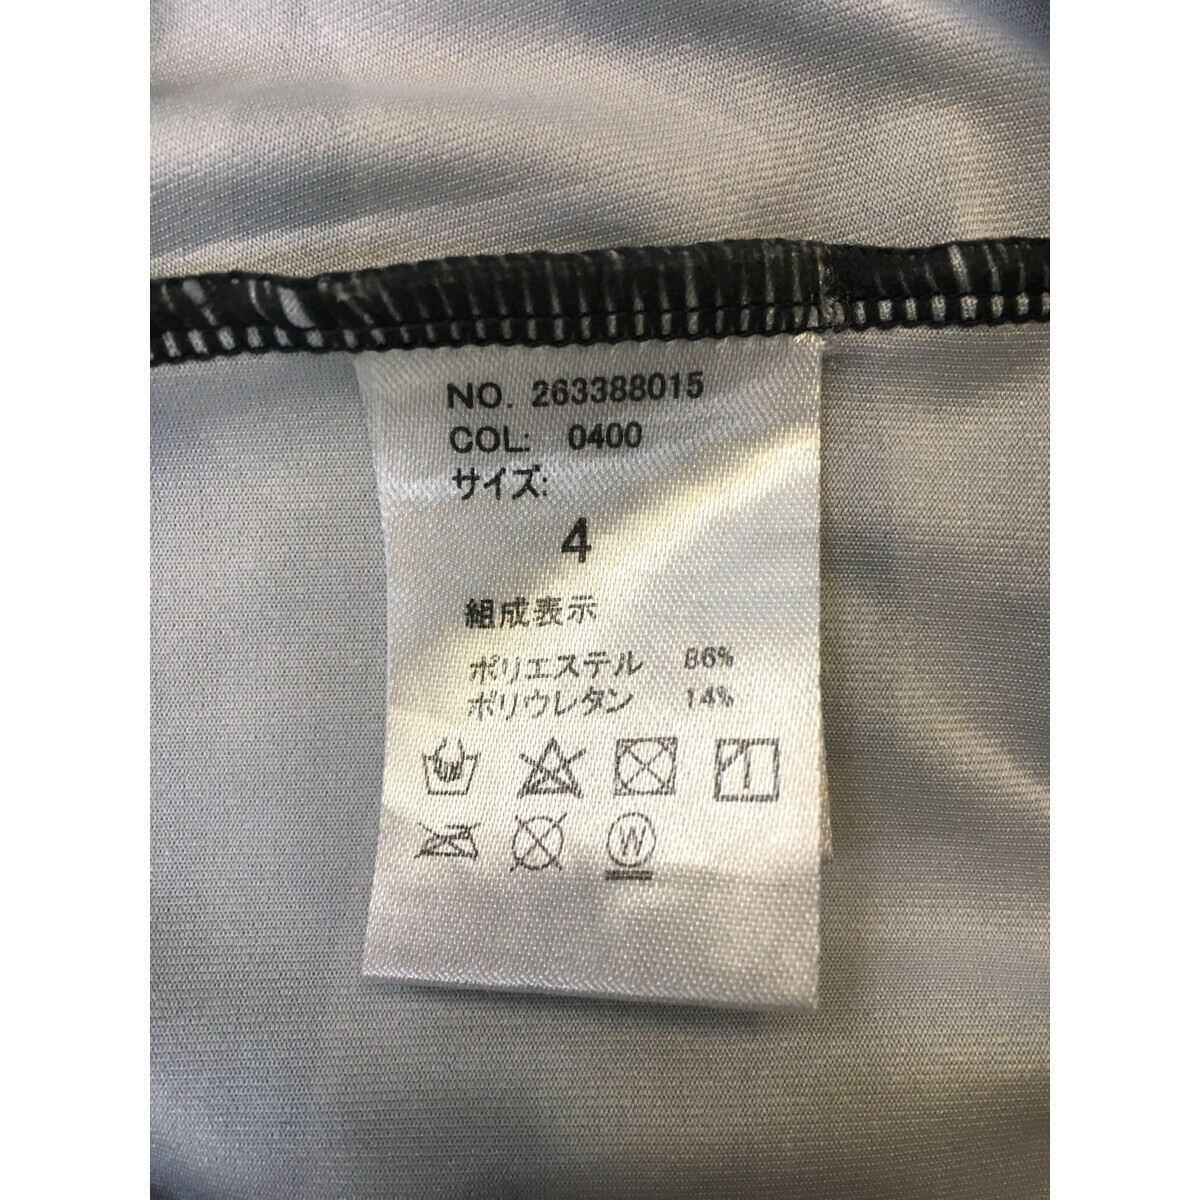 NO. 263388015
COL: 0400
サイズ:
4
組成表示
ポリエステル 86%
ポリウレタン 14%
W